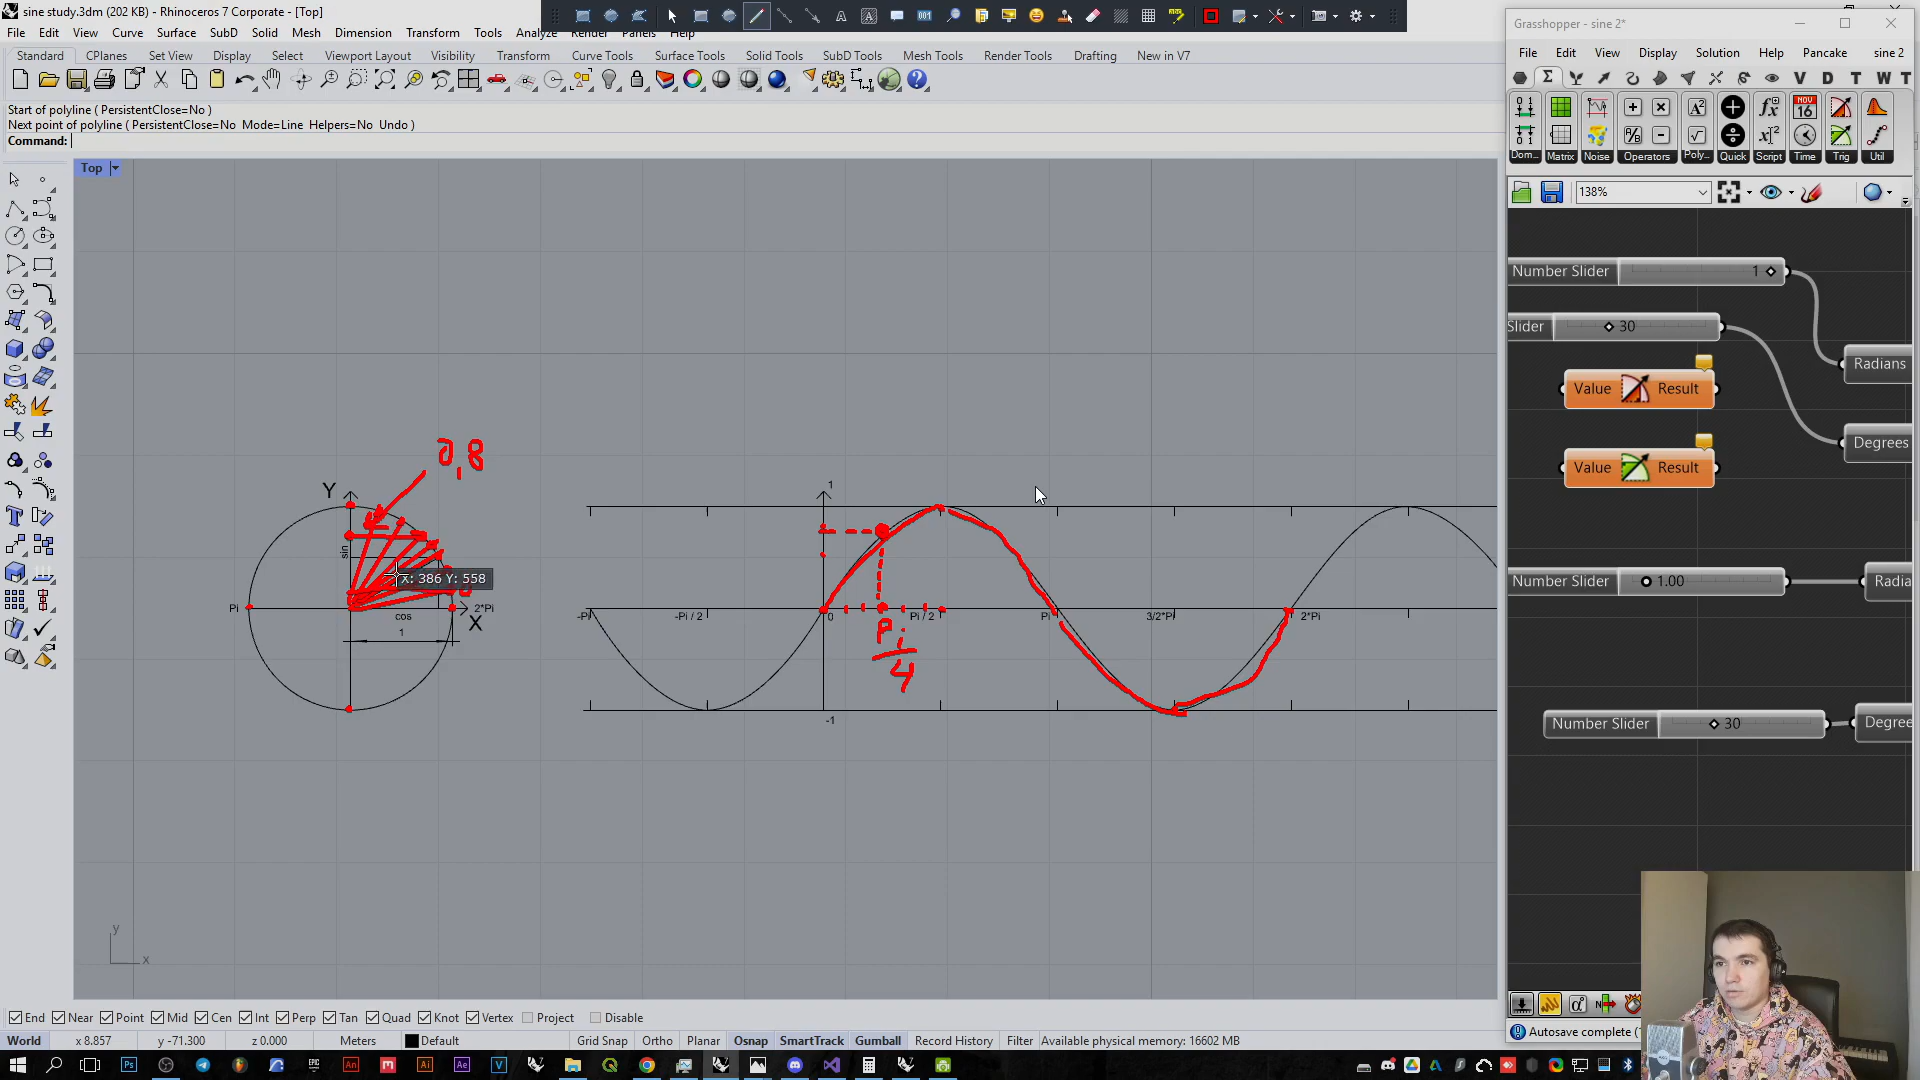 sine study.3dm (202 KB) - Rhinoceros 7 Corporate - [Top]
File Edit View Curve Surface SubD Solid Mesh Dimension Transform Tools Analyze Render Panels Help
Standard CPlanes Set View Display Select Viewport Layout Visibility Transform Curve Tools Surface Tools Solid Tools SubD Tools Mesh Tools Render Tools Drafting New in V7
Start of polyline ( PersistentClose=No )
Next point of polyline ( PersistentClose=No Mode=Line Helpers=No Undo )
Command:
Top
0,8
Y
sin
X: 386 Y: 558
Pi
cos
1
2*Pi
X
1
-Pi
-Pi / 2
0
Pi / 2
Pi
3/2*Pi
2*Pi
Pi
4
-1
y
x
Grasshopper - sine 2*
File Edit View Display Solution Help Pancake sine 2
V D T W T
NOV
16
Dom... Matrix Noise Operators Poly... Quick Script Time Trig Util
138%
Number Slider 1
Slider 30
Radians
Value Result
Degrees
Value Result
Number Slider 1.00
Radia
Number Slider 30
Degree
Autosave complete (
End Near Point Mid Cen Int Perp Tan Quad Knot Vertex Project Disable
World x 8.857 y -71.300 z 0.000 Meters Default Grid Snap Ortho Planar Osnap SmartTrack Gumball Record History Filter Available physical memory: 16602 MB